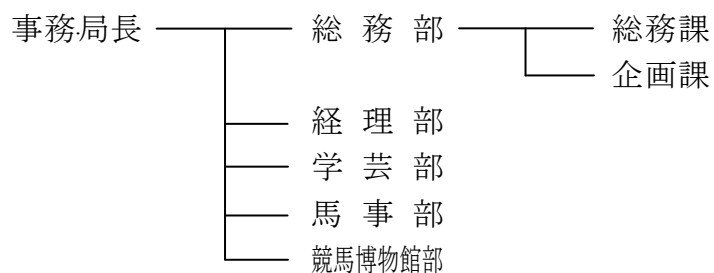 事務局長 総務部 総務課
企画課
経理部
学芸部
馬事部
競馬博物館部